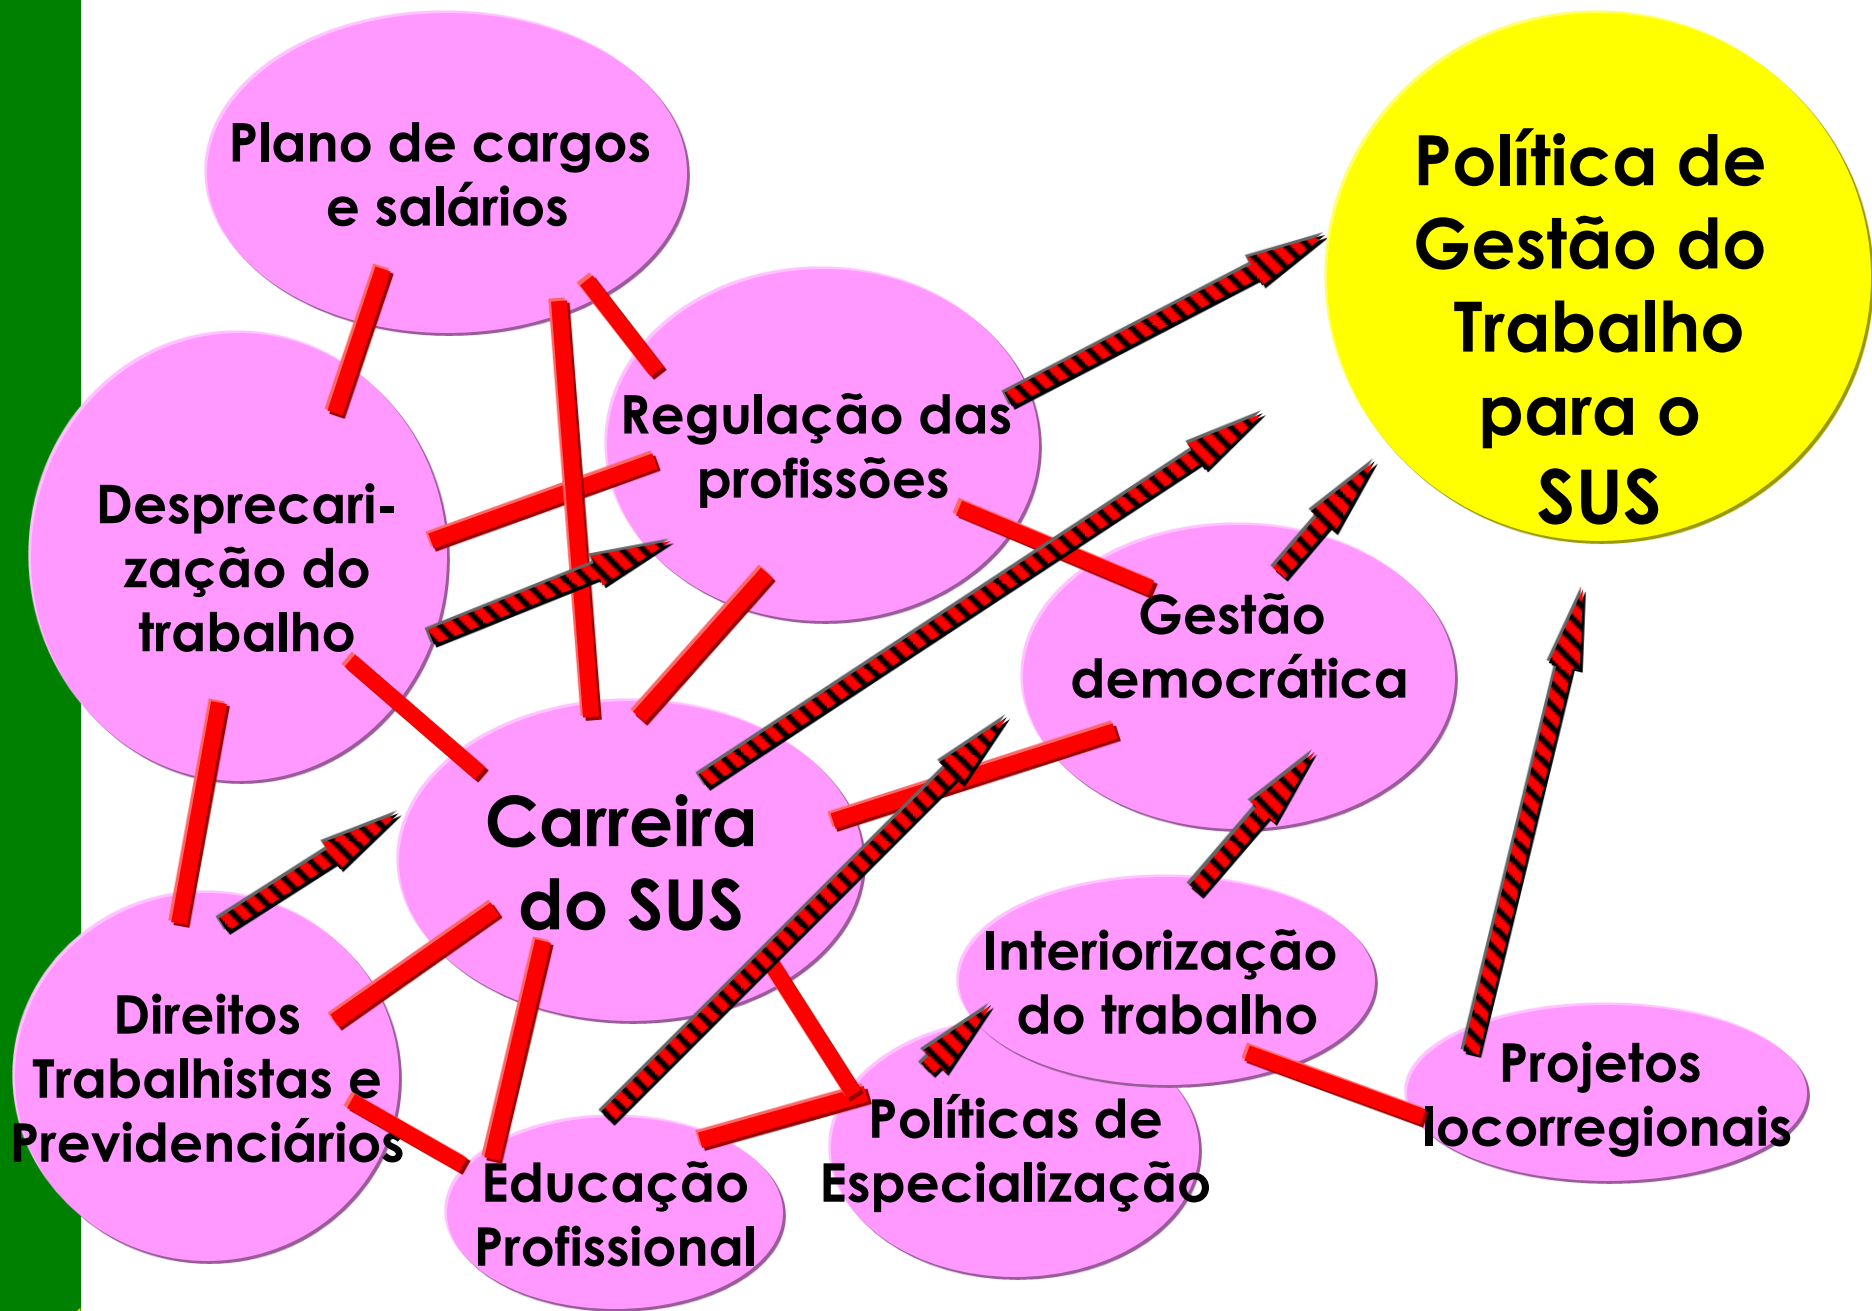 Plano de cargos
e salários
Política de
Gestão do
Trabalho
para o
SUS
Regulação das
profissões
Desprecari-
zação do
trabalho
Gestão
democrática
Carreira
do SUS
Interiorização
do trabalho
Direitos
Trabalhistas e
Previdenciários
Projetos
locorregionais
Políticas de
Especialização
Educação
Profissional